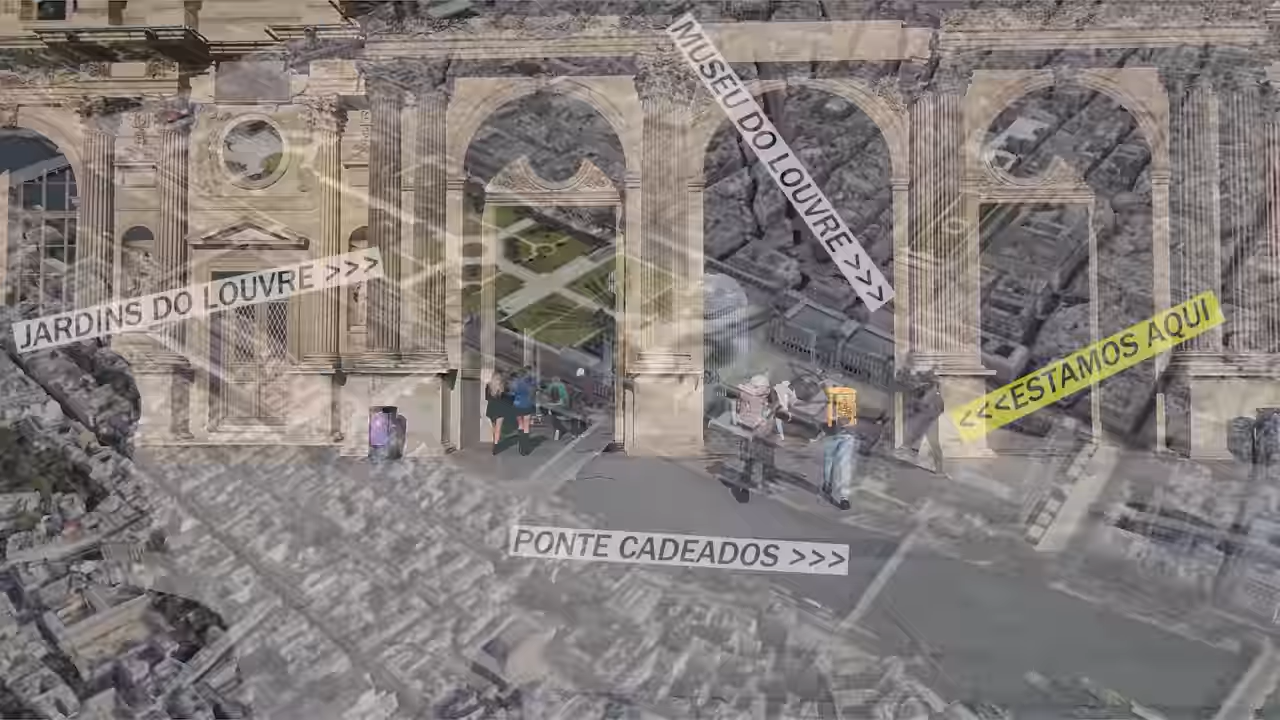 MUSEU DO LOUVRE >>>
JARDINS DO LOUVRE >>>
<<<ESTAMOS AQUI
PONTE CADEADOS >>>